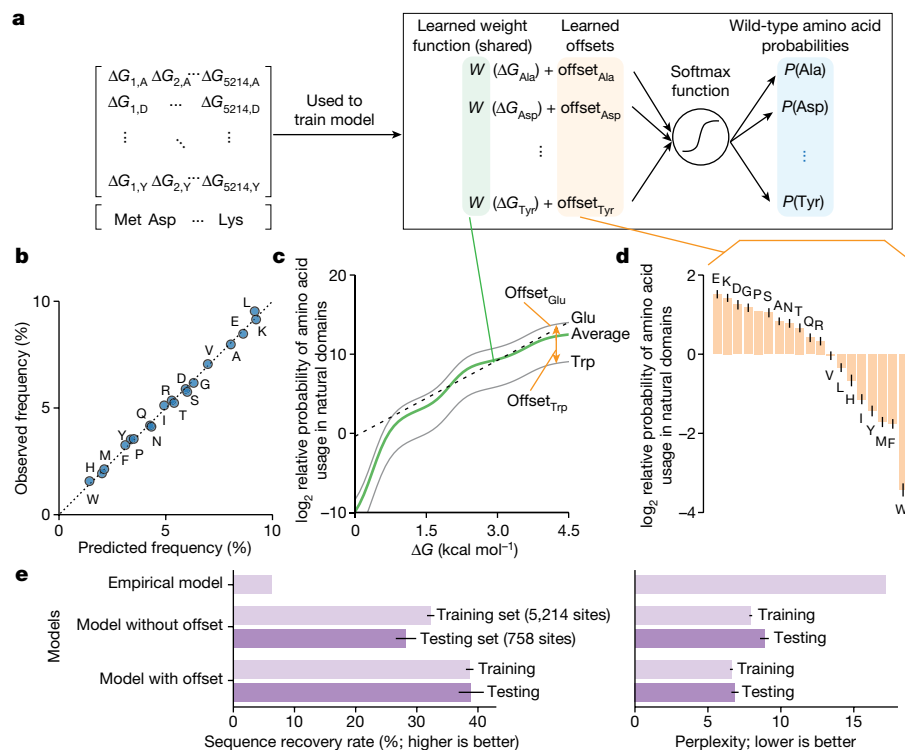 a
Learned weight
function (shared)
Learned
offsets
Wild-type amino acid
probabilities
ΔG1,A ΔG2,A ··· ΔG5214,A
ΔG1,D ··· ΔG5214,D
⋮ ⋱ ⋮
ΔG1,Y ΔG2,Y ··· ΔG5214,Y
Met Asp ··· Lys
Used to
train model
W (ΔGAla) + offsetAla
W (ΔGAsp) + offsetAsp
⋮
W (ΔGTyr) + offsetTyr
Softmax
function
P(Ala)
P(Asp)
⋮
P(Tyr)
b
Observed frequency (%)
10
5
0
0 5 10
Predicted frequency (%)
L
E
K
V
A
D
G
R
S
Q
I
T
Y
N
M
P
H
F
W
c
log2 relative probability of amino acid
usage in natural domains
20
10
0
−10
0 1.5 3.0 4.5
ΔG (kcal mol−1)
OffsetGlu
Glu
Average
Trp
OffsetTrp
d
log2 relative probability of amino acid
usage in natural domains
2
0
−2
−4
E K D G P S A N T Q R
V L H I Y M F W
e
Models
Empirical model
Model without offset
Model with offset
Training set (5,214 sites)
Testing set (758 sites)
Training
Testing
0 10 20 30 40
Sequence recovery rate (%; higher is better)
Training
Testing
Training
Testing
0 5 10 15
Perplexity; lower is better